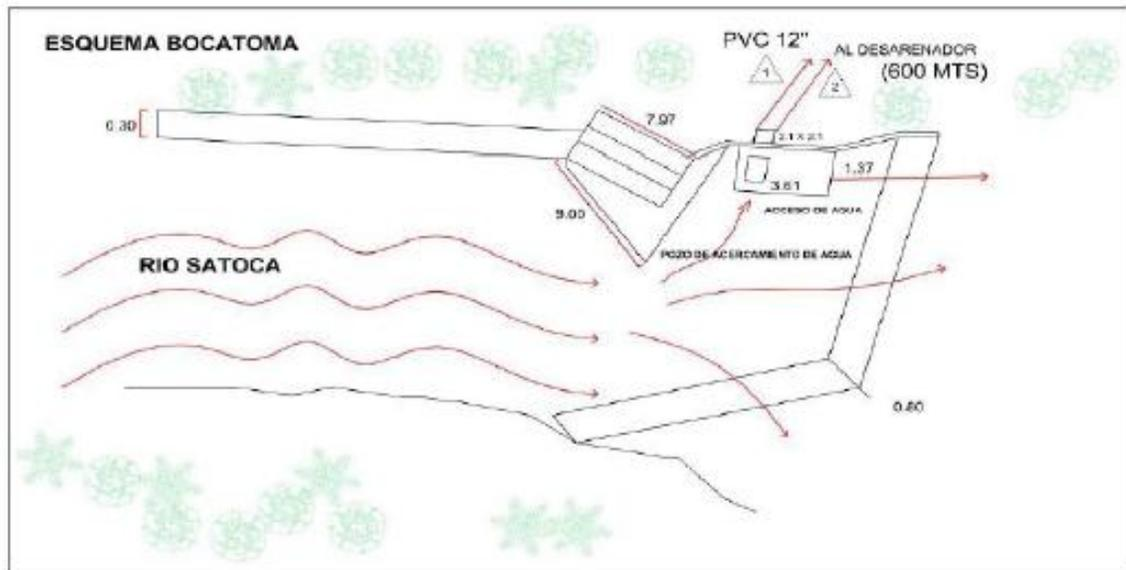 ESQUEMA BOCATOMA
PVC 12"
AL DESARENADOR
(600 MTS)
1
2
0.30
7.97
2.1 X 2.1
1.37
3.61
9.00
ACCESO DE AGUA
POZO DE ACERCAMIENTO DE AGUA
RIO SATOCA
0.80